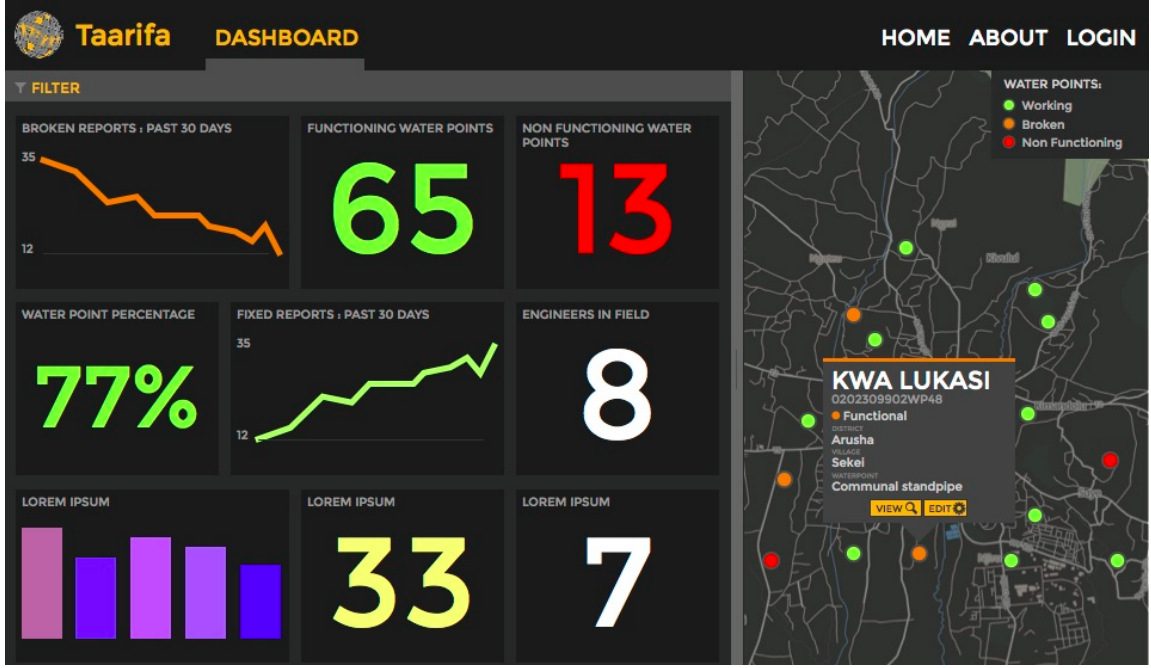 Taarifa
DASHBOARD
HOME ABOUT LOGIN
FILTER
BROKEN REPORTS : PAST 30 DAYS
35
12
FUNCTIONING WATER POINTS
65
NON FUNCTIONING WATER
POINTS
13
WATER POINT PERCENTAGE
77%
FIXED REPORTS : PAST 30 DAYS
35
12
ENGINEERS IN FIELD
8
LOREM IPSUM
LOREM IPSUM
33
LOREM IPSUM
7
WATER POINTS:
Working
Broken
Non Functioning
KWA LUKASI
0202309902WP48
Functional
DISTRICT
Arusha
VILLAGE
Sekei
WATERPOINT
Communal standpipe
VIEW
EDIT